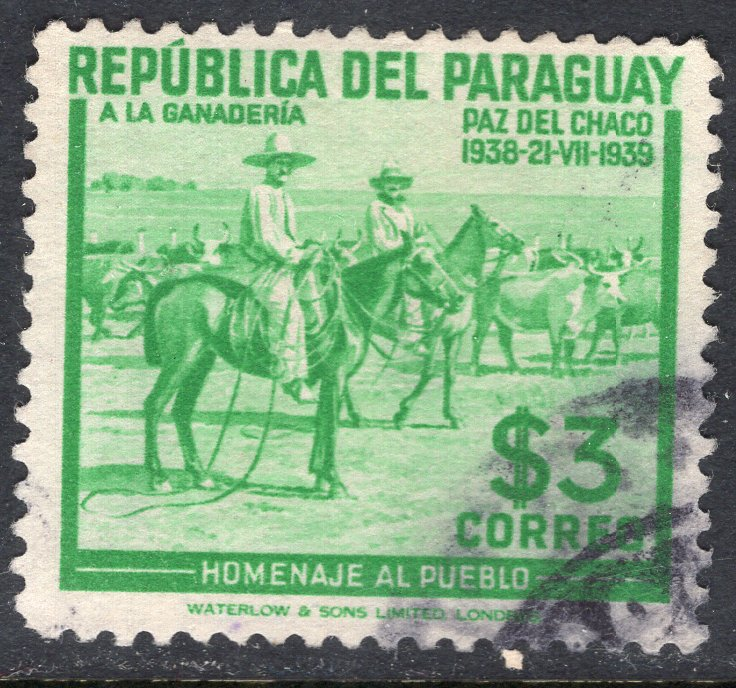 REPÚBLICA DEL PARAGUAY
A LA GANADERÍA
PAZ DEL CHACO
1938-21-VII-1939
$3
CORREO
HOMENAJE AL PUEBLO
WATERLOW & SONS LIMITED, LONDRES